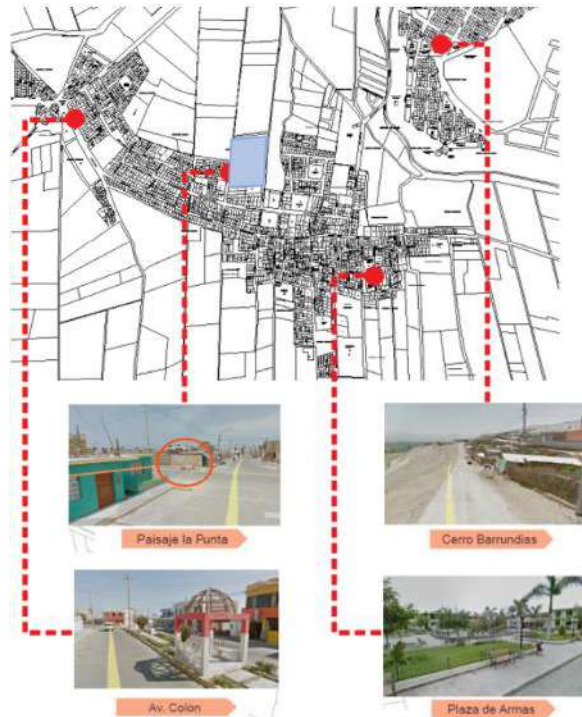 Paisaje la Punta
Cerro Barrundias
Av. Colon
Plaza de Armas